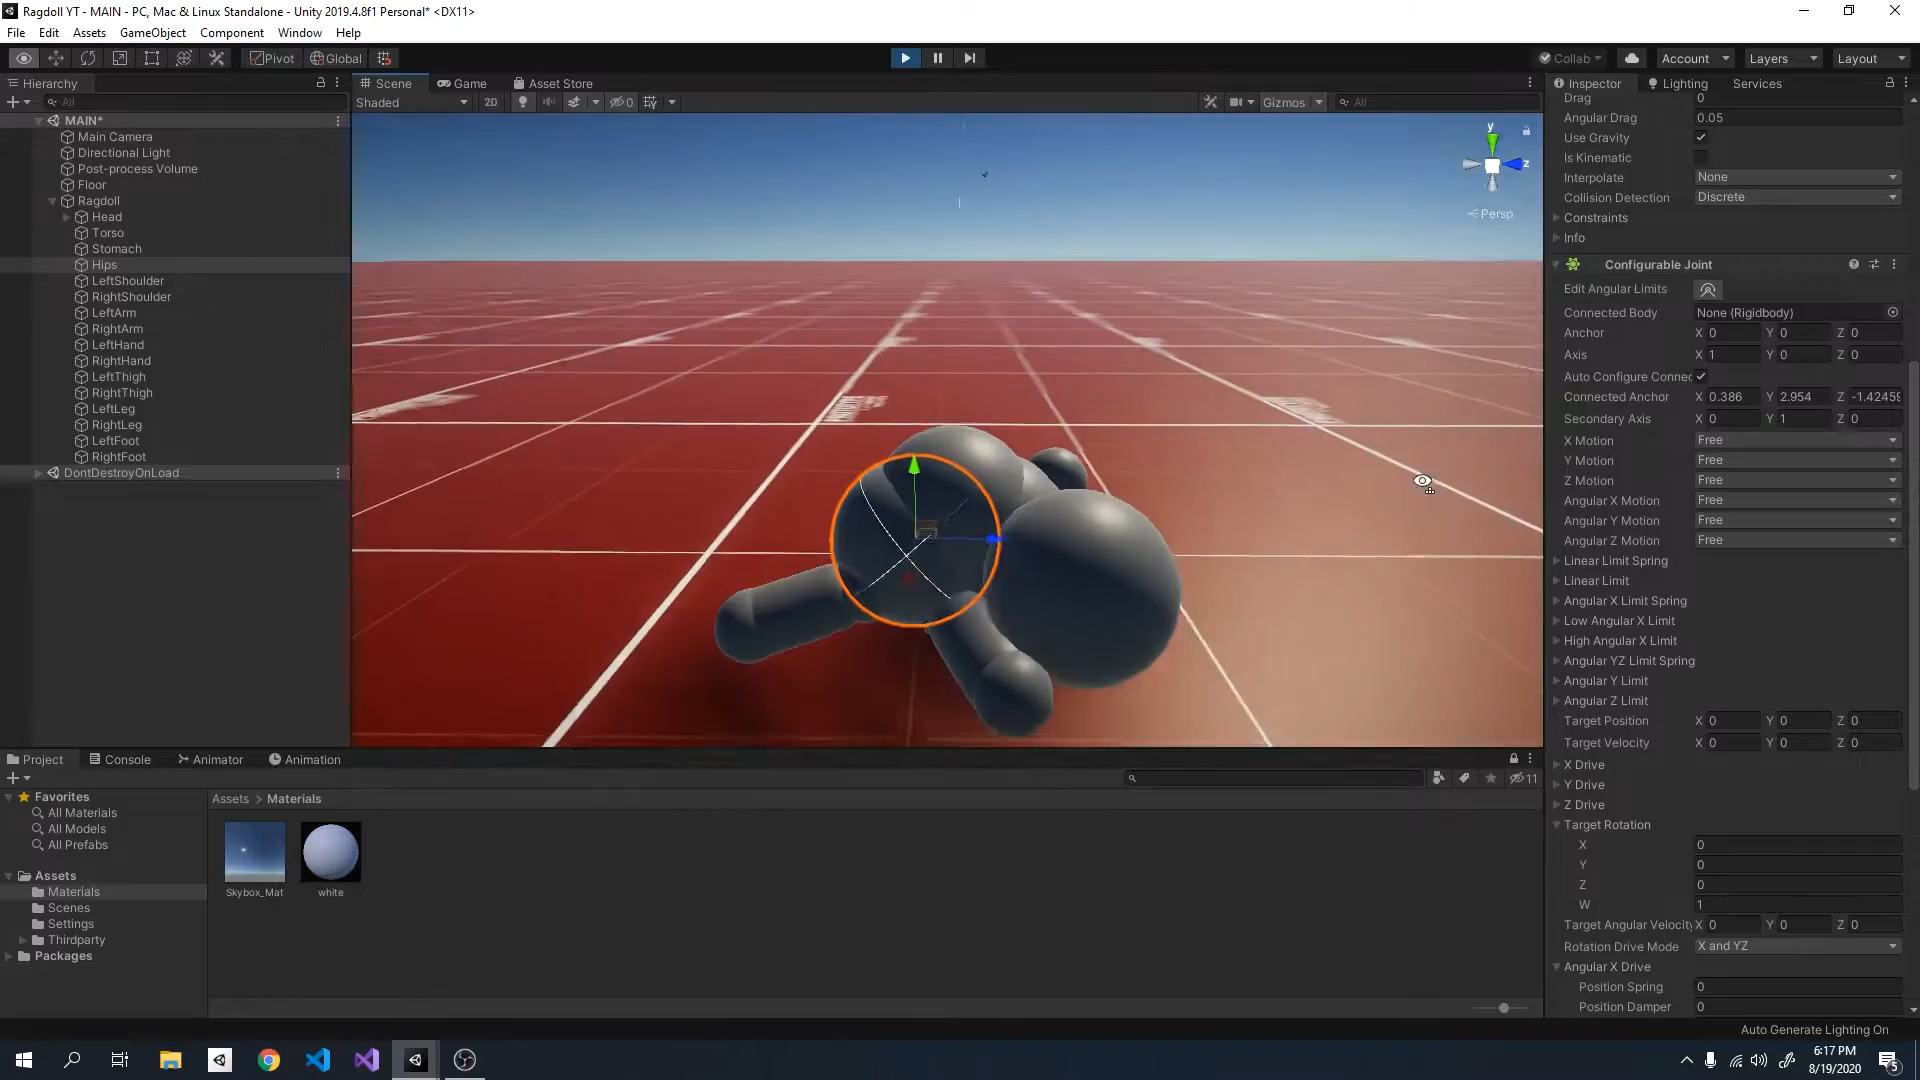 Ragdoll YT - MAIN - PC, Mac & Linux Standalone - Unity 2019.4.8f1 Personal* <DX11>
File Edit Assets GameObject Component Window Help
Pivot Global Collab Account Layers Layout
Hierarchy
All
MAIN*
Main Camera
Directional Light
Post-process Volume
Floor
Ragdoll
Head
Torso
Stomach
Hips
LeftShoulder
RightShoulder
LeftArm
RightArm
LeftHand
RightHand
LeftThigh
RightThigh
LeftLeg
RightLeg
LeftFoot
RightFoot
DontDestroyOnLoad
Scene Game Asset Store
Shaded 2D 0 Gizmos All
y
z
Persp
Inspector Lighting Services
Drag 0
Angular Drag 0.05
Use Gravity
Is Kinematic
Interpolate None
Collision Detection Discrete
Constraints
Info
Configurable Joint
Edit Angular Limits
Connected Body None (Rigidbody)
Anchor X 0 Y 0 Z 0
Axis X 1 Y 0 Z 0
Auto Configure Connec
Connected Anchor X 0.386 Y 2.954 Z -1.42459
Secondary Axis X 0 Y 1 Z 0
X Motion Free
Y Motion Free
Z Motion Free
Angular X Motion Free
Angular Y Motion Free
Angular Z Motion Free
Linear Limit Spring
Linear Limit
Angular X Limit Spring
Low Angular X Limit
High Angular X Limit
Angular YZ Limit Spring
Angular Y Limit
Angular Z Limit
Target Position X 0 Y 0 Z 0
Target Velocity X 0 Y 0 Z 0
X Drive
Y Drive
Z Drive
Target Rotation
X 0
Y 0
Z 0
W 1
Target Angular Velocity X 0 Y 0 Z 0
Rotation Drive Mode X and YZ
Angular X Drive
Position Spring 0
Position Damper 0
Project Console Animator Animation
11
Favorites
All Materials
All Models
All Prefabs
Assets
Materials
Scenes
Settings
Thirdparty
Packages
Assets > Materials
Skybox_Mat white
Auto Generate Lighting On
6:17 PM
8/19/2020
5